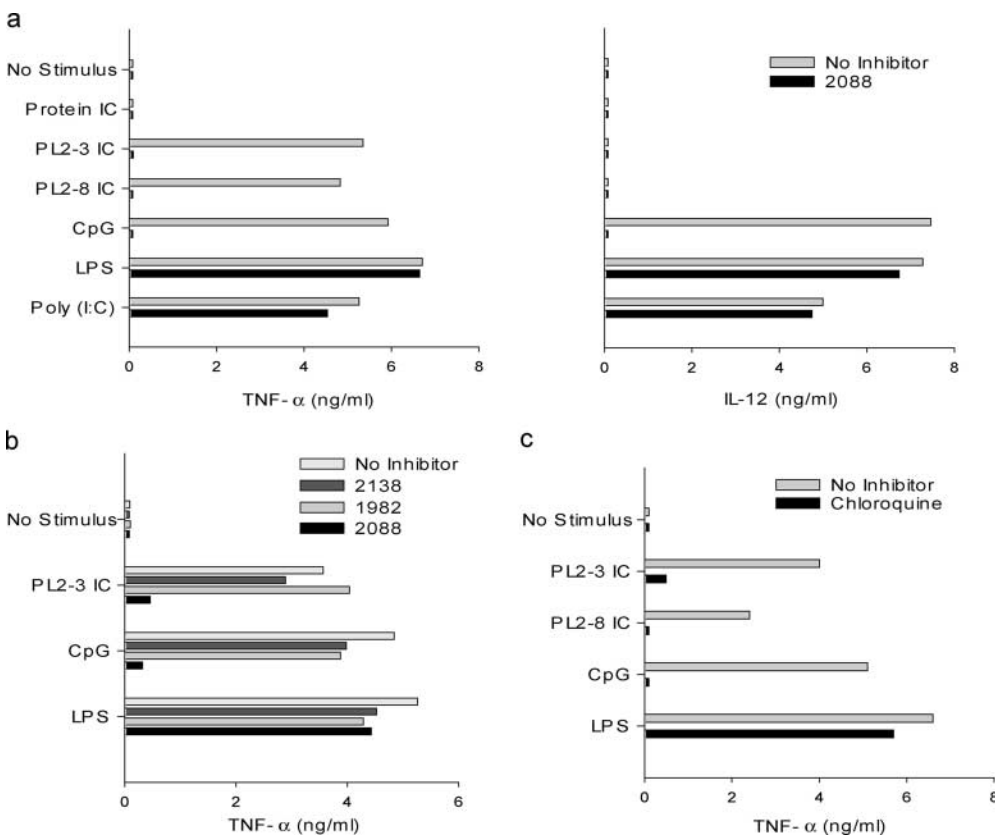 a
No Stimulus
Protein IC
PL2-3 IC
PL2-8 IC
CpG
LPS
Poly (I:C)
0 2 4 6 8
TNF- α (ng/ml)
No Inhibitor
2088
0 2 4 6 8
IL-12 (ng/ml)
b
No Inhibitor
2138
1982
2088
No Stimulus
PL2-3 IC
CpG
LPS
0 2 4 6
TNF- α (ng/ml)
c
No Inhibitor
Chloroquine
No Stimulus
PL2-3 IC
PL2-8 IC
CpG
LPS
0 2 4 6 8
TNF- α (ng/ml)